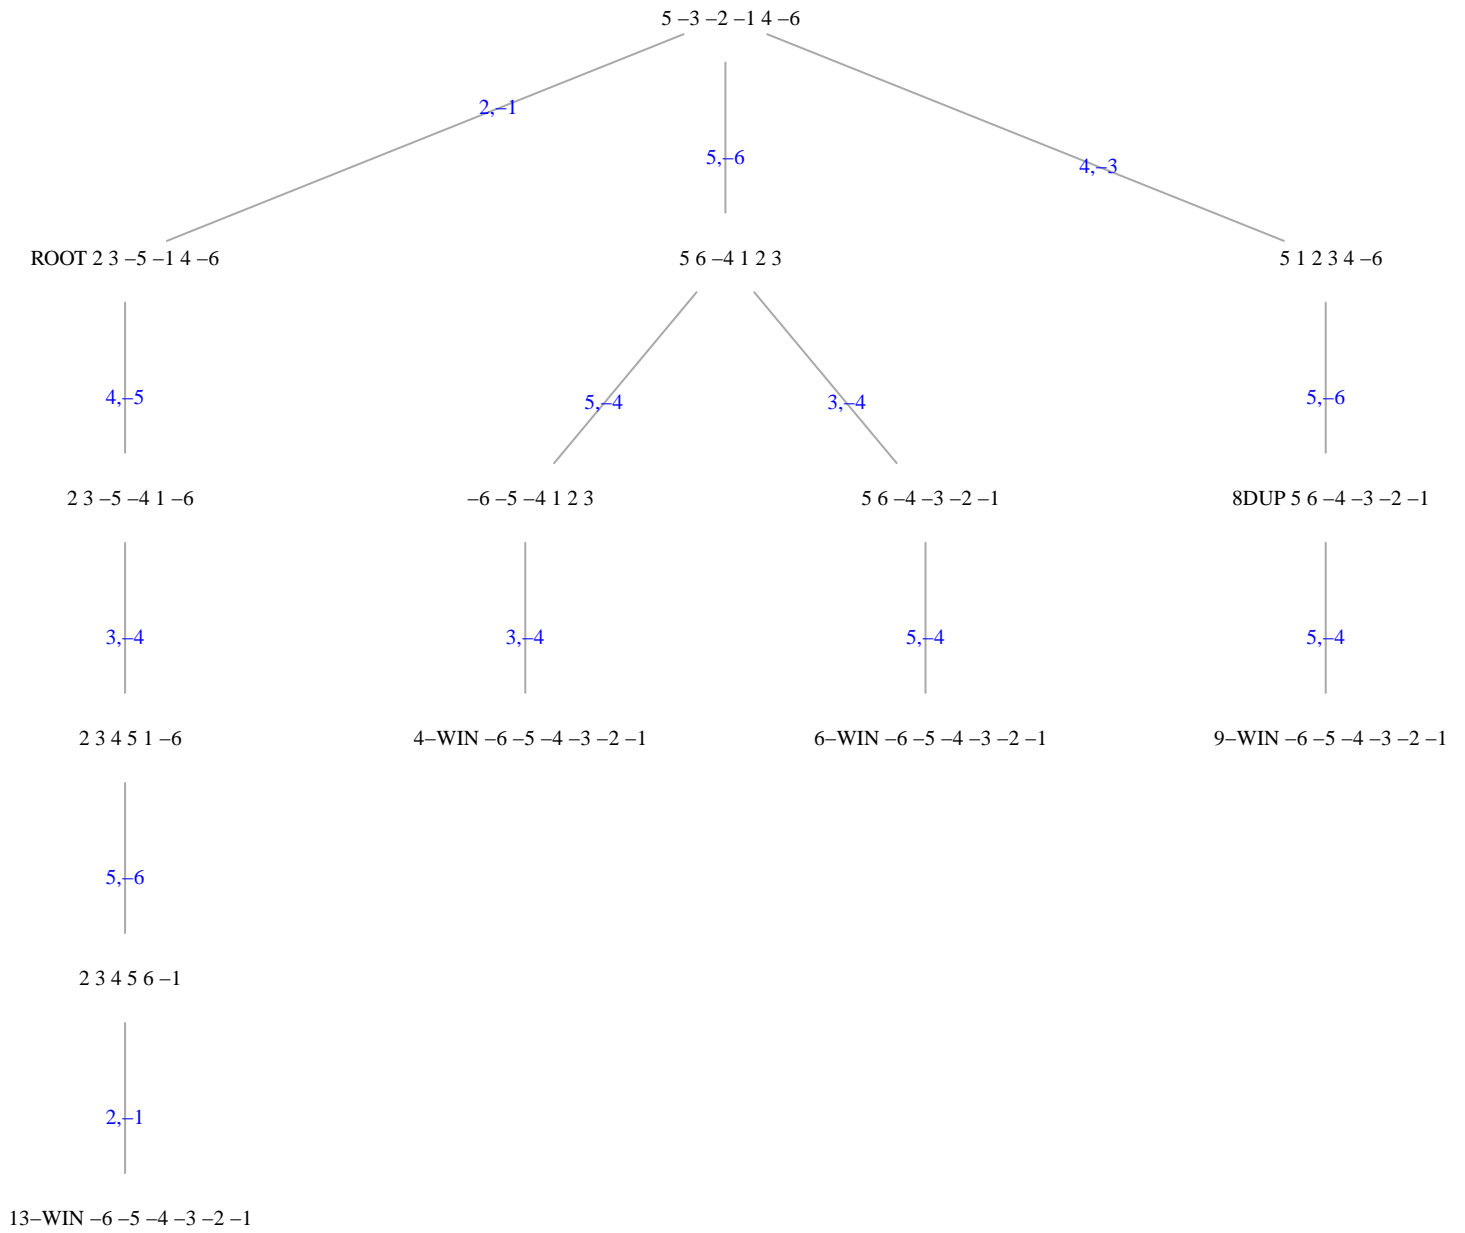 5 –3 –2 –1 4 –6
2,–1
5,–6
4,–3
ROOT 2 3 –5 –1 4 –6
5 6 –4 1 2 3
5 1 2 3 4 –6
4,–5
5,–4
3,–4
5,–6
2 3 –5 –4 1 –6
–6 –5 –4 1 2 3
5 6 –4 –3 –2 –1
8DUP 5 6 –4 –3 –2 –1
3,–4
3,–4
5,–4
5,–4
2 3 4 5 1 –6
4–WIN –6 –5 –4 –3 –2 –1
6–WIN –6 –5 –4 –3 –2 –1
9–WIN –6 –5 –4 –3 –2 –1
5,–6
2 3 4 5 6 –1
2,–1
13–WIN –6 –5 –4 –3 –2 –1